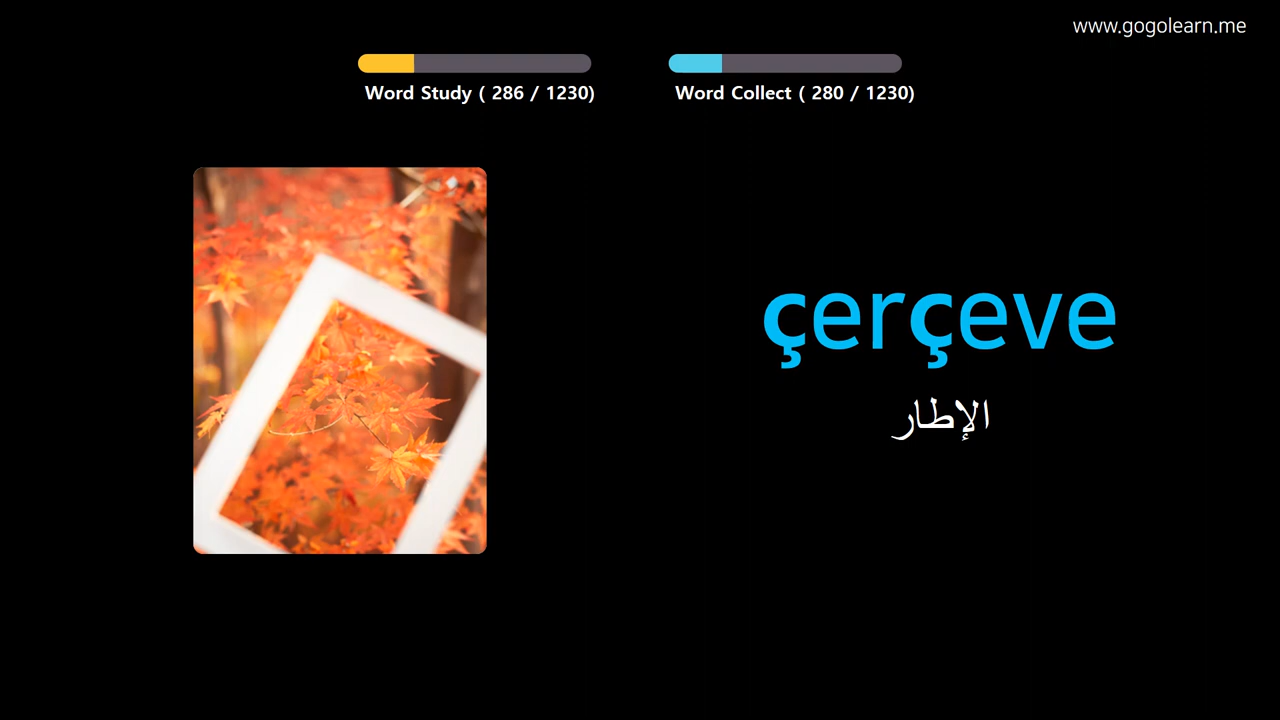 www.gogolearn.me
Word Study ( 286 / 1230)
Word Collect ( 280 / 1230)
çerçeve
الإطار